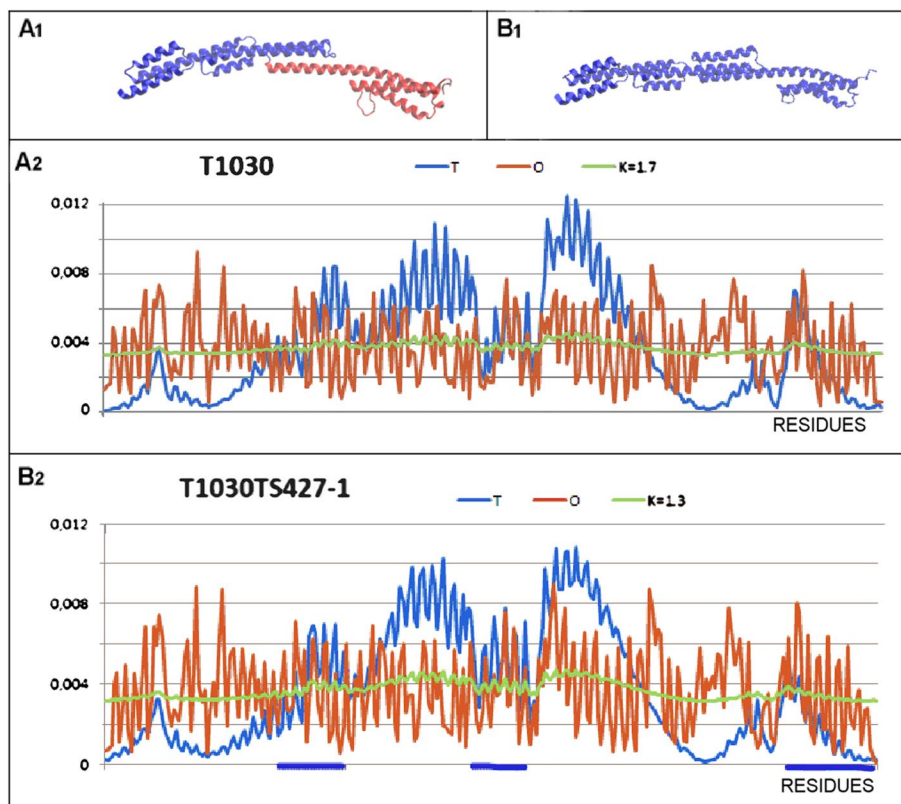 A1
B1
A2
T1030
T O K=1.7
0,012
0,008
0,004
0
RESIDUES
B2
T1030TS427-1
T O K=1.3
0,012
0,008
0,004
0
RESIDUES